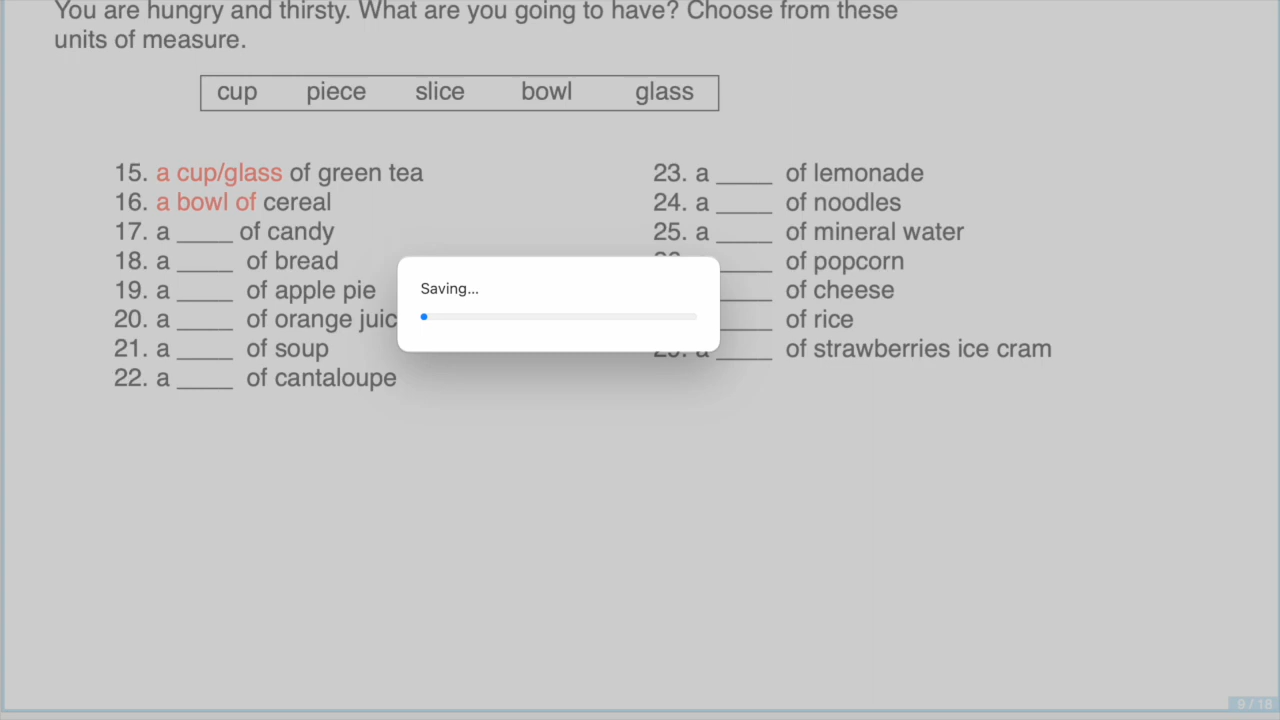 You are hungry and thirsty. What are you going to have? Choose from these
units of measure.
cup piece slice bowl glass
15. a cup/glass of green tea
16. a bowl of cereal
17. a _____ of candy
18. a _____ of bread
19. a _____ of apple pie
20. a _____ of orange
21. a _____ of soup
22. a _____ of cantaloupe
23. a _____ of lemonade
24. a _____ of noodles
25. a _____ of mineral water
_____ of popcorn
_____ of cheese
_____ of rice
_____ of strawberries ice cram
Saving...
9 / 18